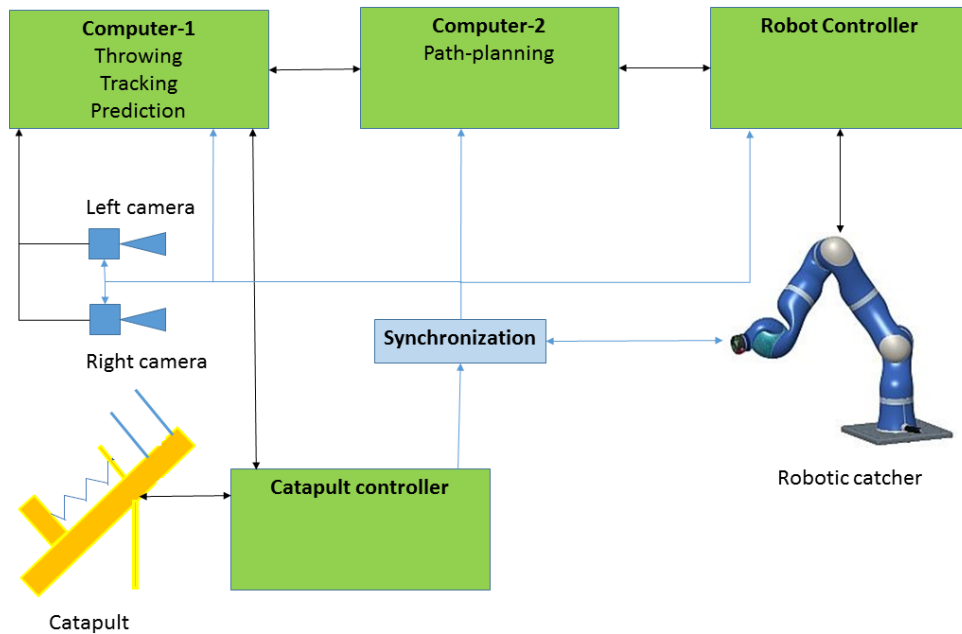 Computer-1
Throwing
Tracking
Prediction
Computer-2
Path-planning
Robot Controller
Left camera
Right camera
Synchronization
Robotic catcher
Catapult controller
Catapult